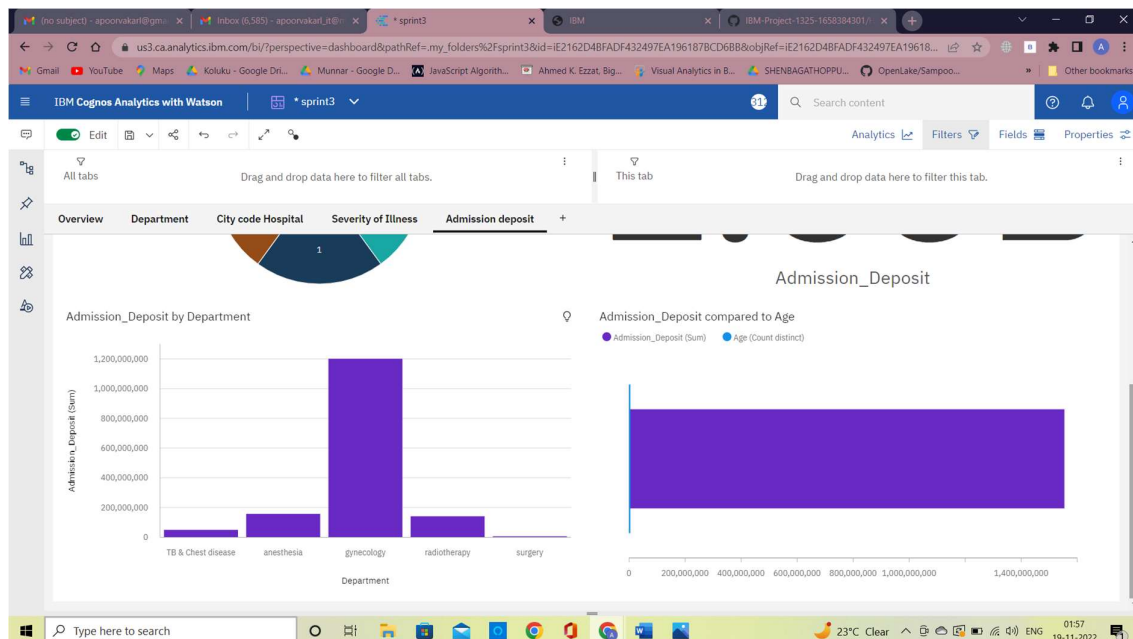 (no subject) - apoorvakarl@gma
Inbox (6,585) - apoorvakarl_it@
* sprint3
IBM
IBM-Project-1325-1658384301/
us3.ca.analytics.ibm.com/bi/?perspective=dashboard&pathRef=.my_folders%2Fsprint3&id=iE2162D4BFADF432497EA196187BCD6BB&objRef=iE2162D4BFADF432497EA19618...
Gmail
YouTube
Maps
Koluku - Google Dri...
Munnar - Google D...
JavaScript Algorith...
Ahmed K. Ezzat, Big...
Visual Analytics in B...
SHENBAGATHOPPU...
OpenLake/Sampoo...
»
Other bookmarks
IBM Cognos Analytics with Watson
* sprint3
312
Search content
Edit
Analytics
Filters
Fields
Properties
All tabs
Drag and drop data here to filter all tabs.
This tab
Drag and drop data here to filter this tab.
Overview
Department
City code Hospital
Severity of Illness
Admission deposit
+
1
Admission_Deposit
Admission_Deposit by Department
Admission_Deposit (Sum)
1,200,000,000
1,000,000,000
800,000,000
600,000,000
400,000,000
200,000,000
0
TB & Chest disease
anesthesia
gynecology
radiotherapy
surgery
Department
Admission_Deposit compared to Age
Admission_Deposit (Sum)
Age (Count distinct)
0
200,000,000
400,000,000
600,000,000
800,000,000
1,000,000,000
1,400,000,000
Type here to search
23°C Clear
ENG
01:57
19-11-2022